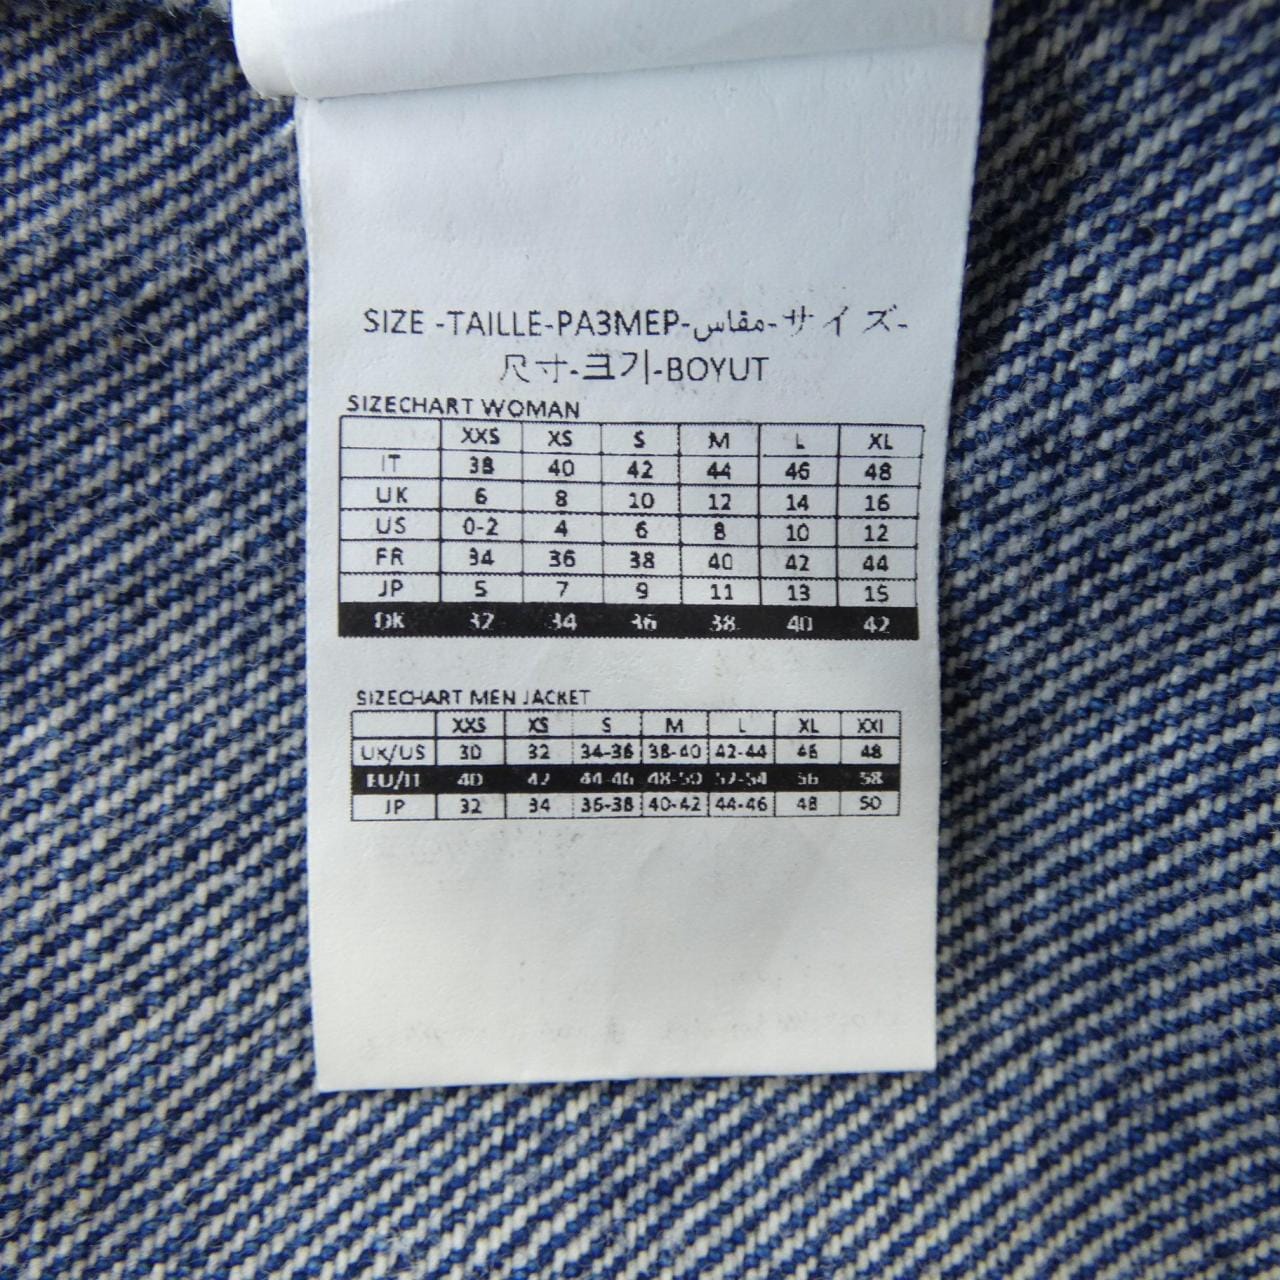 SIZE -TAILLE-РАЗМЕР-مقاس-サイズ-
尺寸-크기-BOYUT
SIZECHART WOMAN
XXS XS S M L XL
IT 38 40 42 44 46 48
UK 6 8 10 12 14 16
US 0-2 4 6 8 10 12
FR 34 36 38 40 42 44
JP 5 7 9 11 13 15
DK 32 34 36 38 40 42
SIZECHART MEN JACKET
XXS XS S M L XL XXl
UK/US 30 32 34-36 38-40 42-44 46 48
EU/IT 40 42 44-46 48-50 52-54 56 58
JP 32 34 36-38 40-42 44-46 48 50